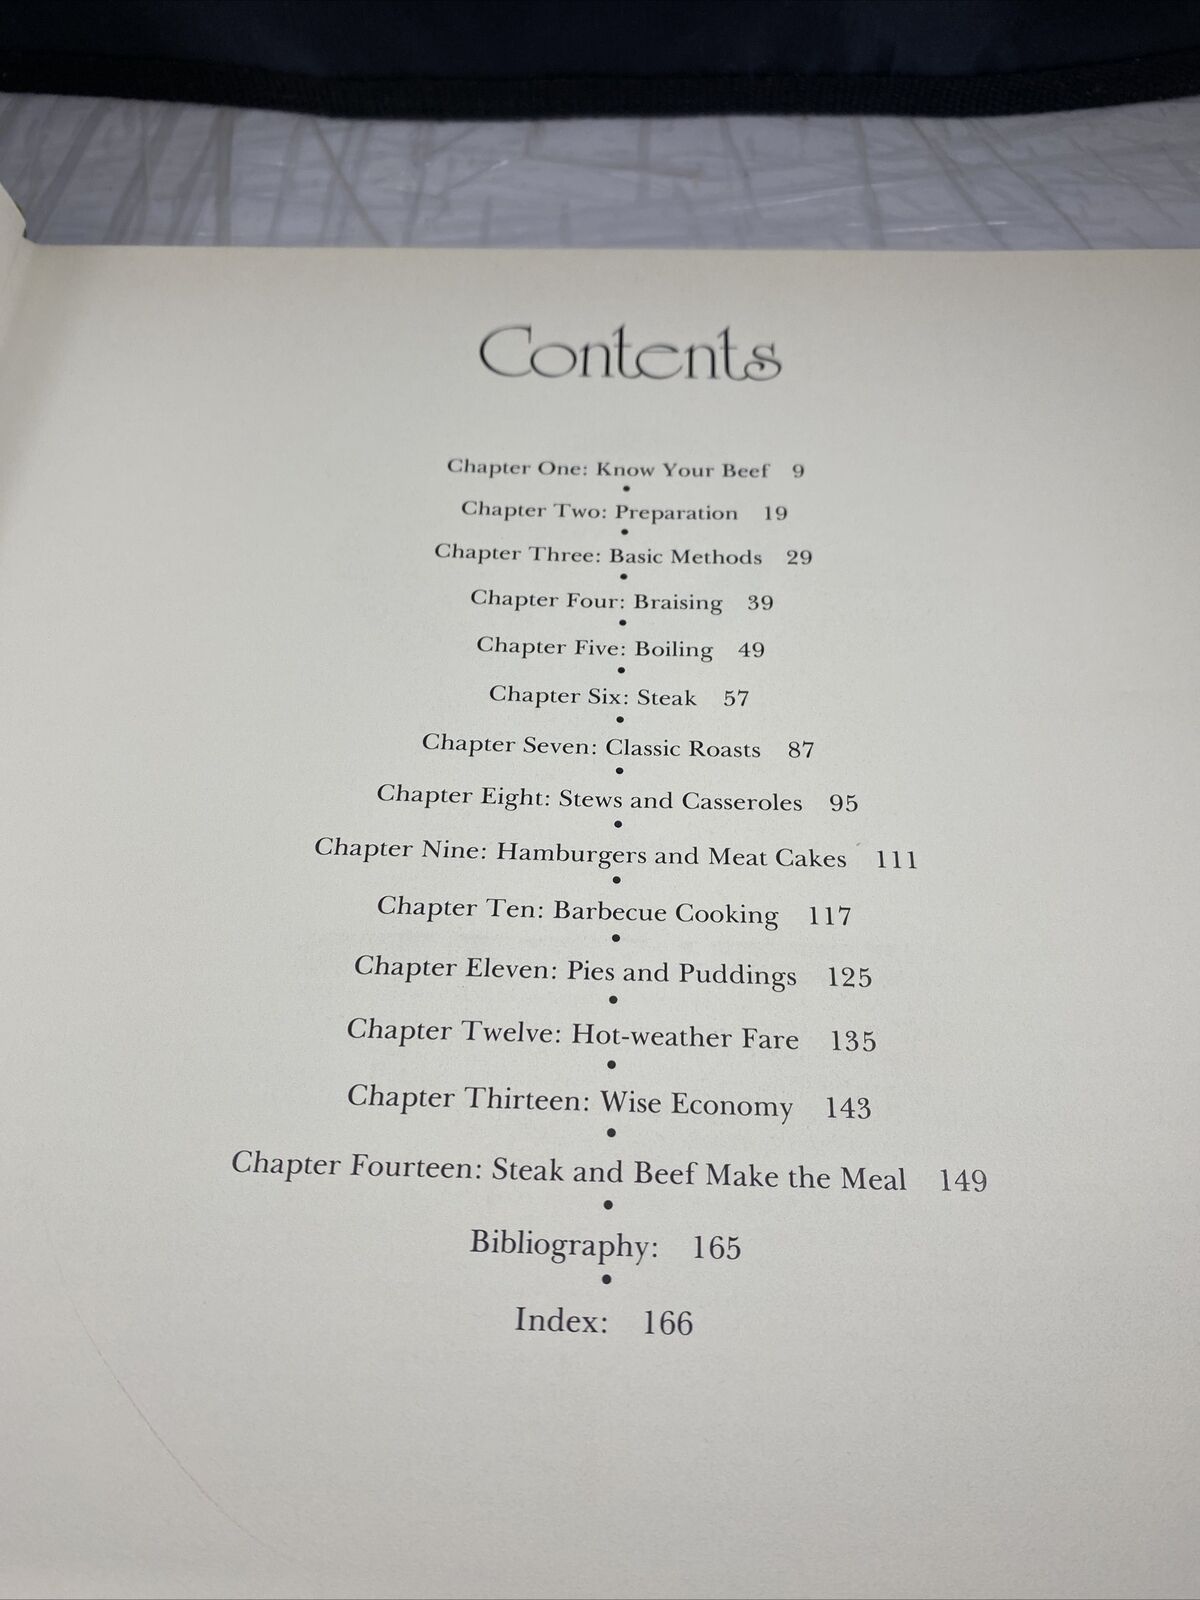 Contents
Chapter One: Know Your Beef 9
•
Chapter Two: Preparation 19
•
Chapter Three: Basic Methods 29
•
Chapter Four: Braising 39
•
Chapter Five: Boiling 49
•
Chapter Six: Steak 57
•
Chapter Seven: Classic Roasts 87
•
Chapter Eight: Stews and Casseroles 95
•
Chapter Nine: Hamburgers and Meat Cakes 111
•
Chapter Ten: Barbecue Cooking 117
•
Chapter Eleven: Pies and Puddings 125
•
Chapter Twelve: Hot-weather Fare 135
•
Chapter Thirteen: Wise Economy 143
•
Chapter Fourteen: Steak and Beef Make the Meal 149
•
Bibliography: 165
•
Index: 166